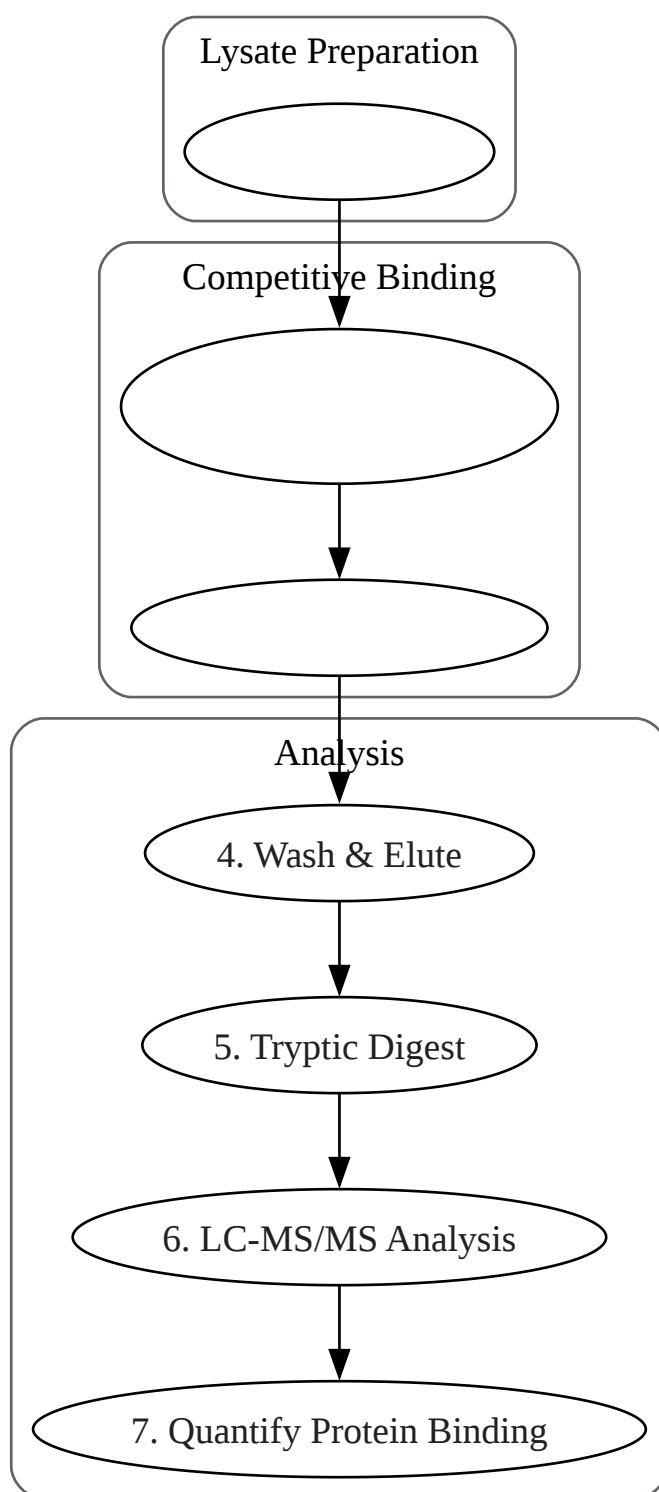 Lysate Preparation
Competitive Binding
Analysis
4. Wash & Elute
5. Tryptic Digest
6. LC-MS/MS Analysis
7. Quantify Protein Binding